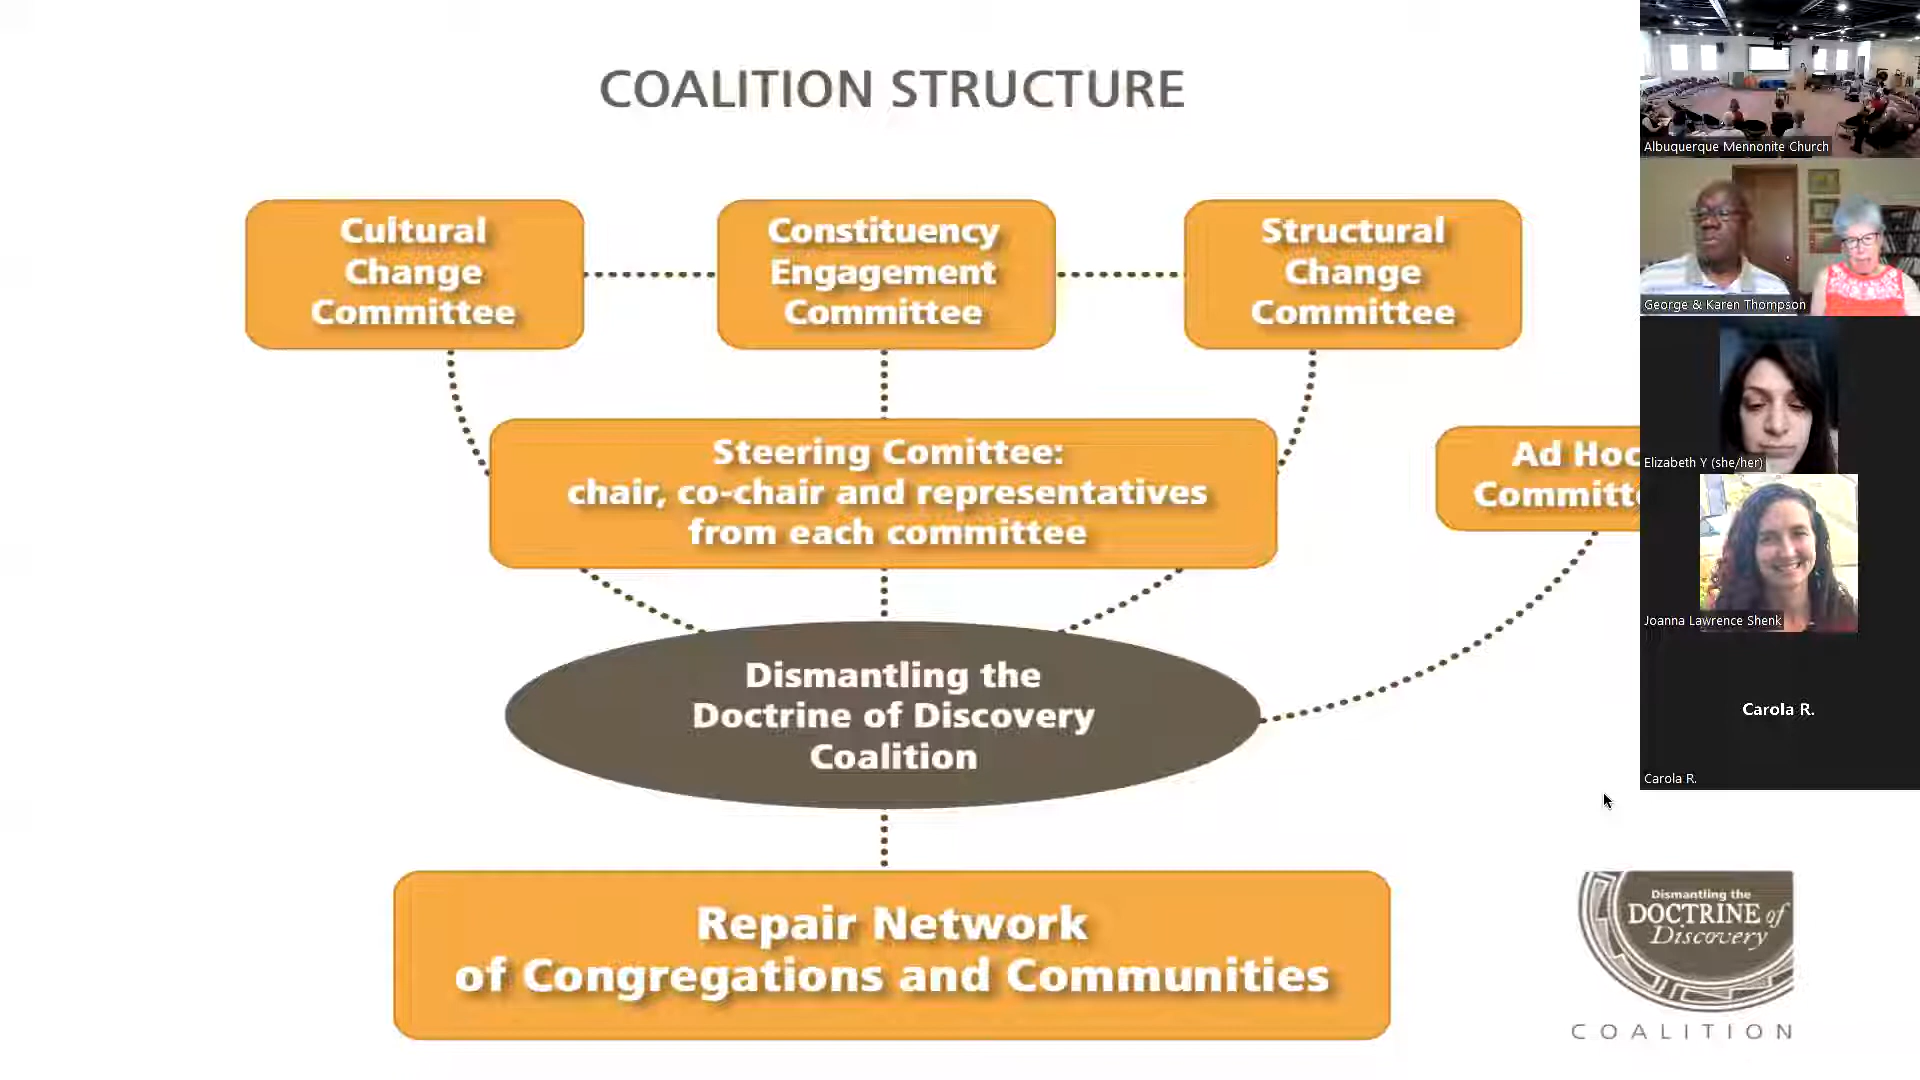 COALITION STRUCTURE
Cultural
Change
Committee
Constituency
Engagement
Committee
Structural
Change
Committee
Steering Comittee:
chair, co-chair and representatives
from each committee
Ad Hoc
Committe
Dismantling the
Doctrine of Discovery
Coalition
Repair Network
of Congregations and Communities
Dismantling the
DOCTRINE of
Discovery
COALITION
Albuquerque Mennonite Church
George & Karen Thompson
Elizabeth Y (she/her)
Joanna Lawrence Shenk
Carola R.
Carola R.